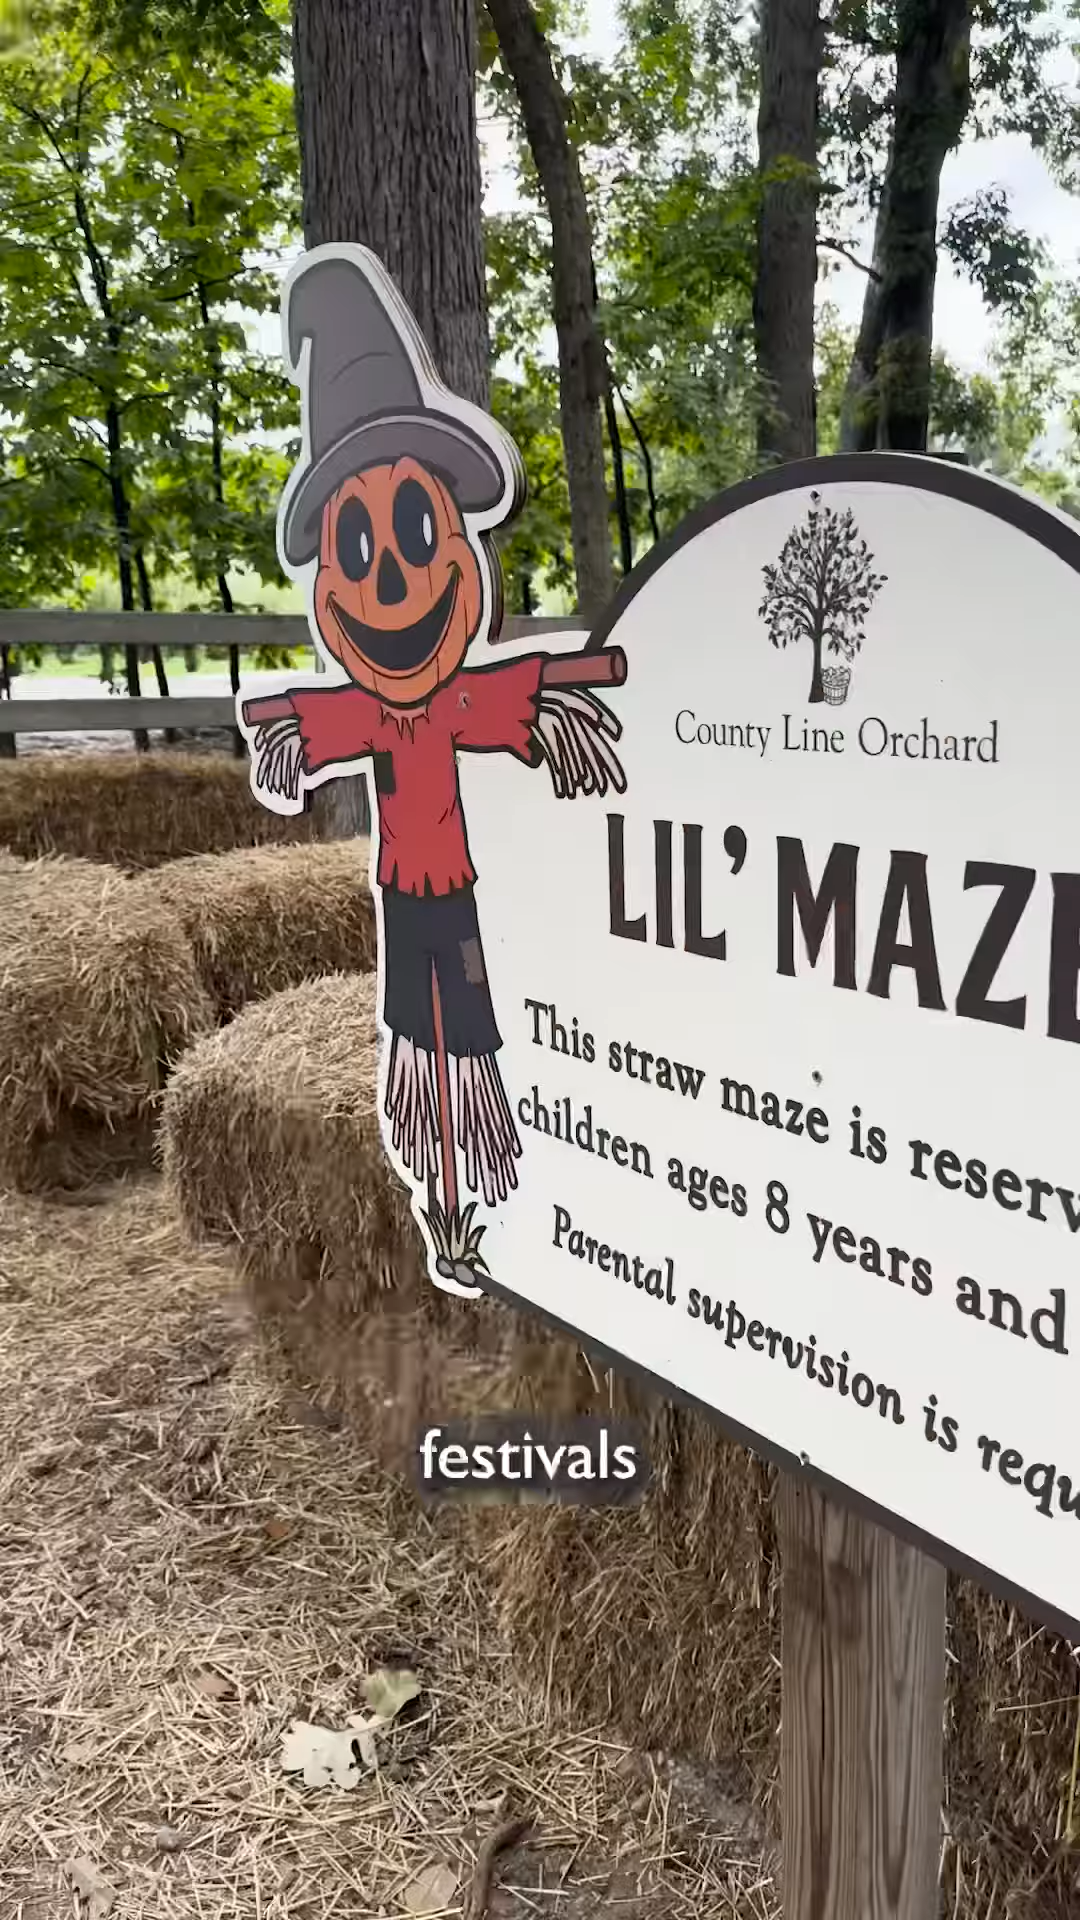 County Line Orchard
LIL' MAZE
This straw maze is reserv
children ages 8 years and
Parental supervision is requ
festivals